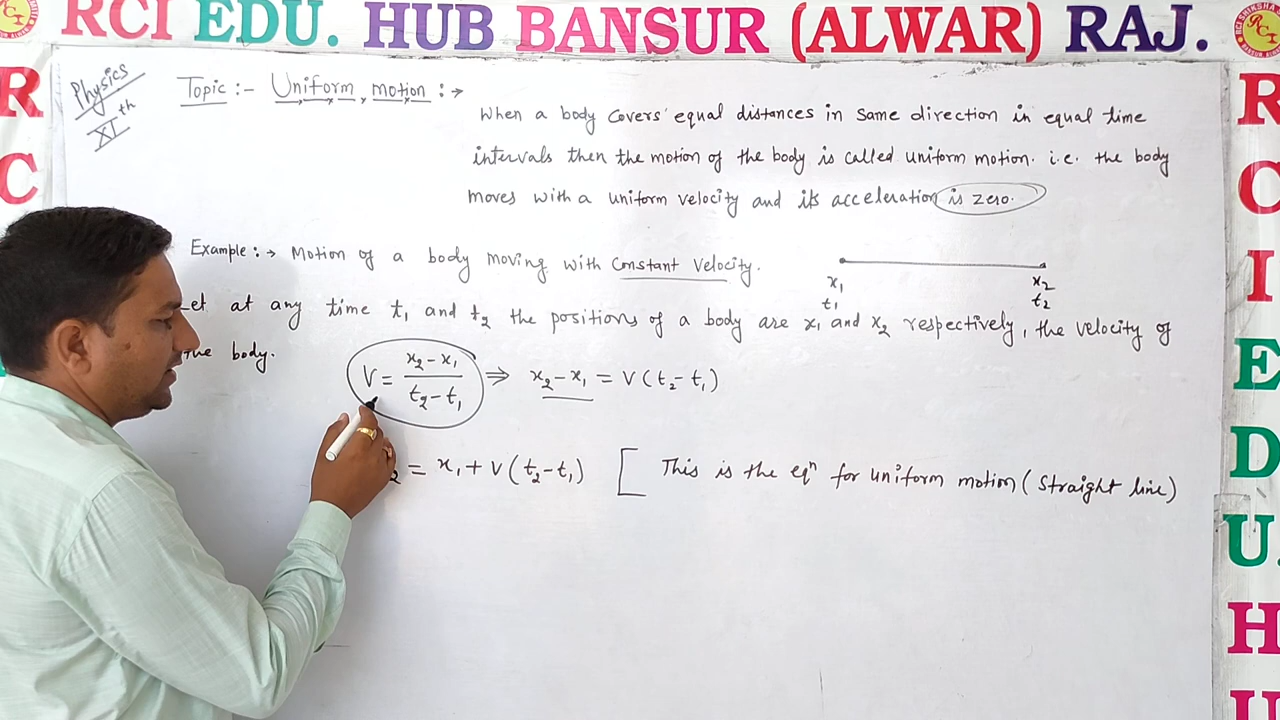 RCI EDU. HUB BANSUR (ALWAR) RAJ.
Physics
XIth
Topic :- Uniform motion :→
When a body covers equal distances in same direction in equal time
intervals then the motion of the body is called uniform motion. i.e. the body
moves with a uniform velocity and its acceleration is zero.
Example :→ Motion of a body moving with constant velocity.
x₁ x₂
t₁ t₂
Let at any time t₁ and t₂ the positions of a body are x₁ and x₂ respectively, the velocity of
the body.
V = x₂ - x₁ / t₂ - t₁ ⇒ x₂ - x₁ = V(t₂ - t₁)
₂ = x₁ + V(t₂ - t₁) [ This is the eqⁿ for uniform motion (straight line)
R
C
R
C
I
E
D
U.
H
U